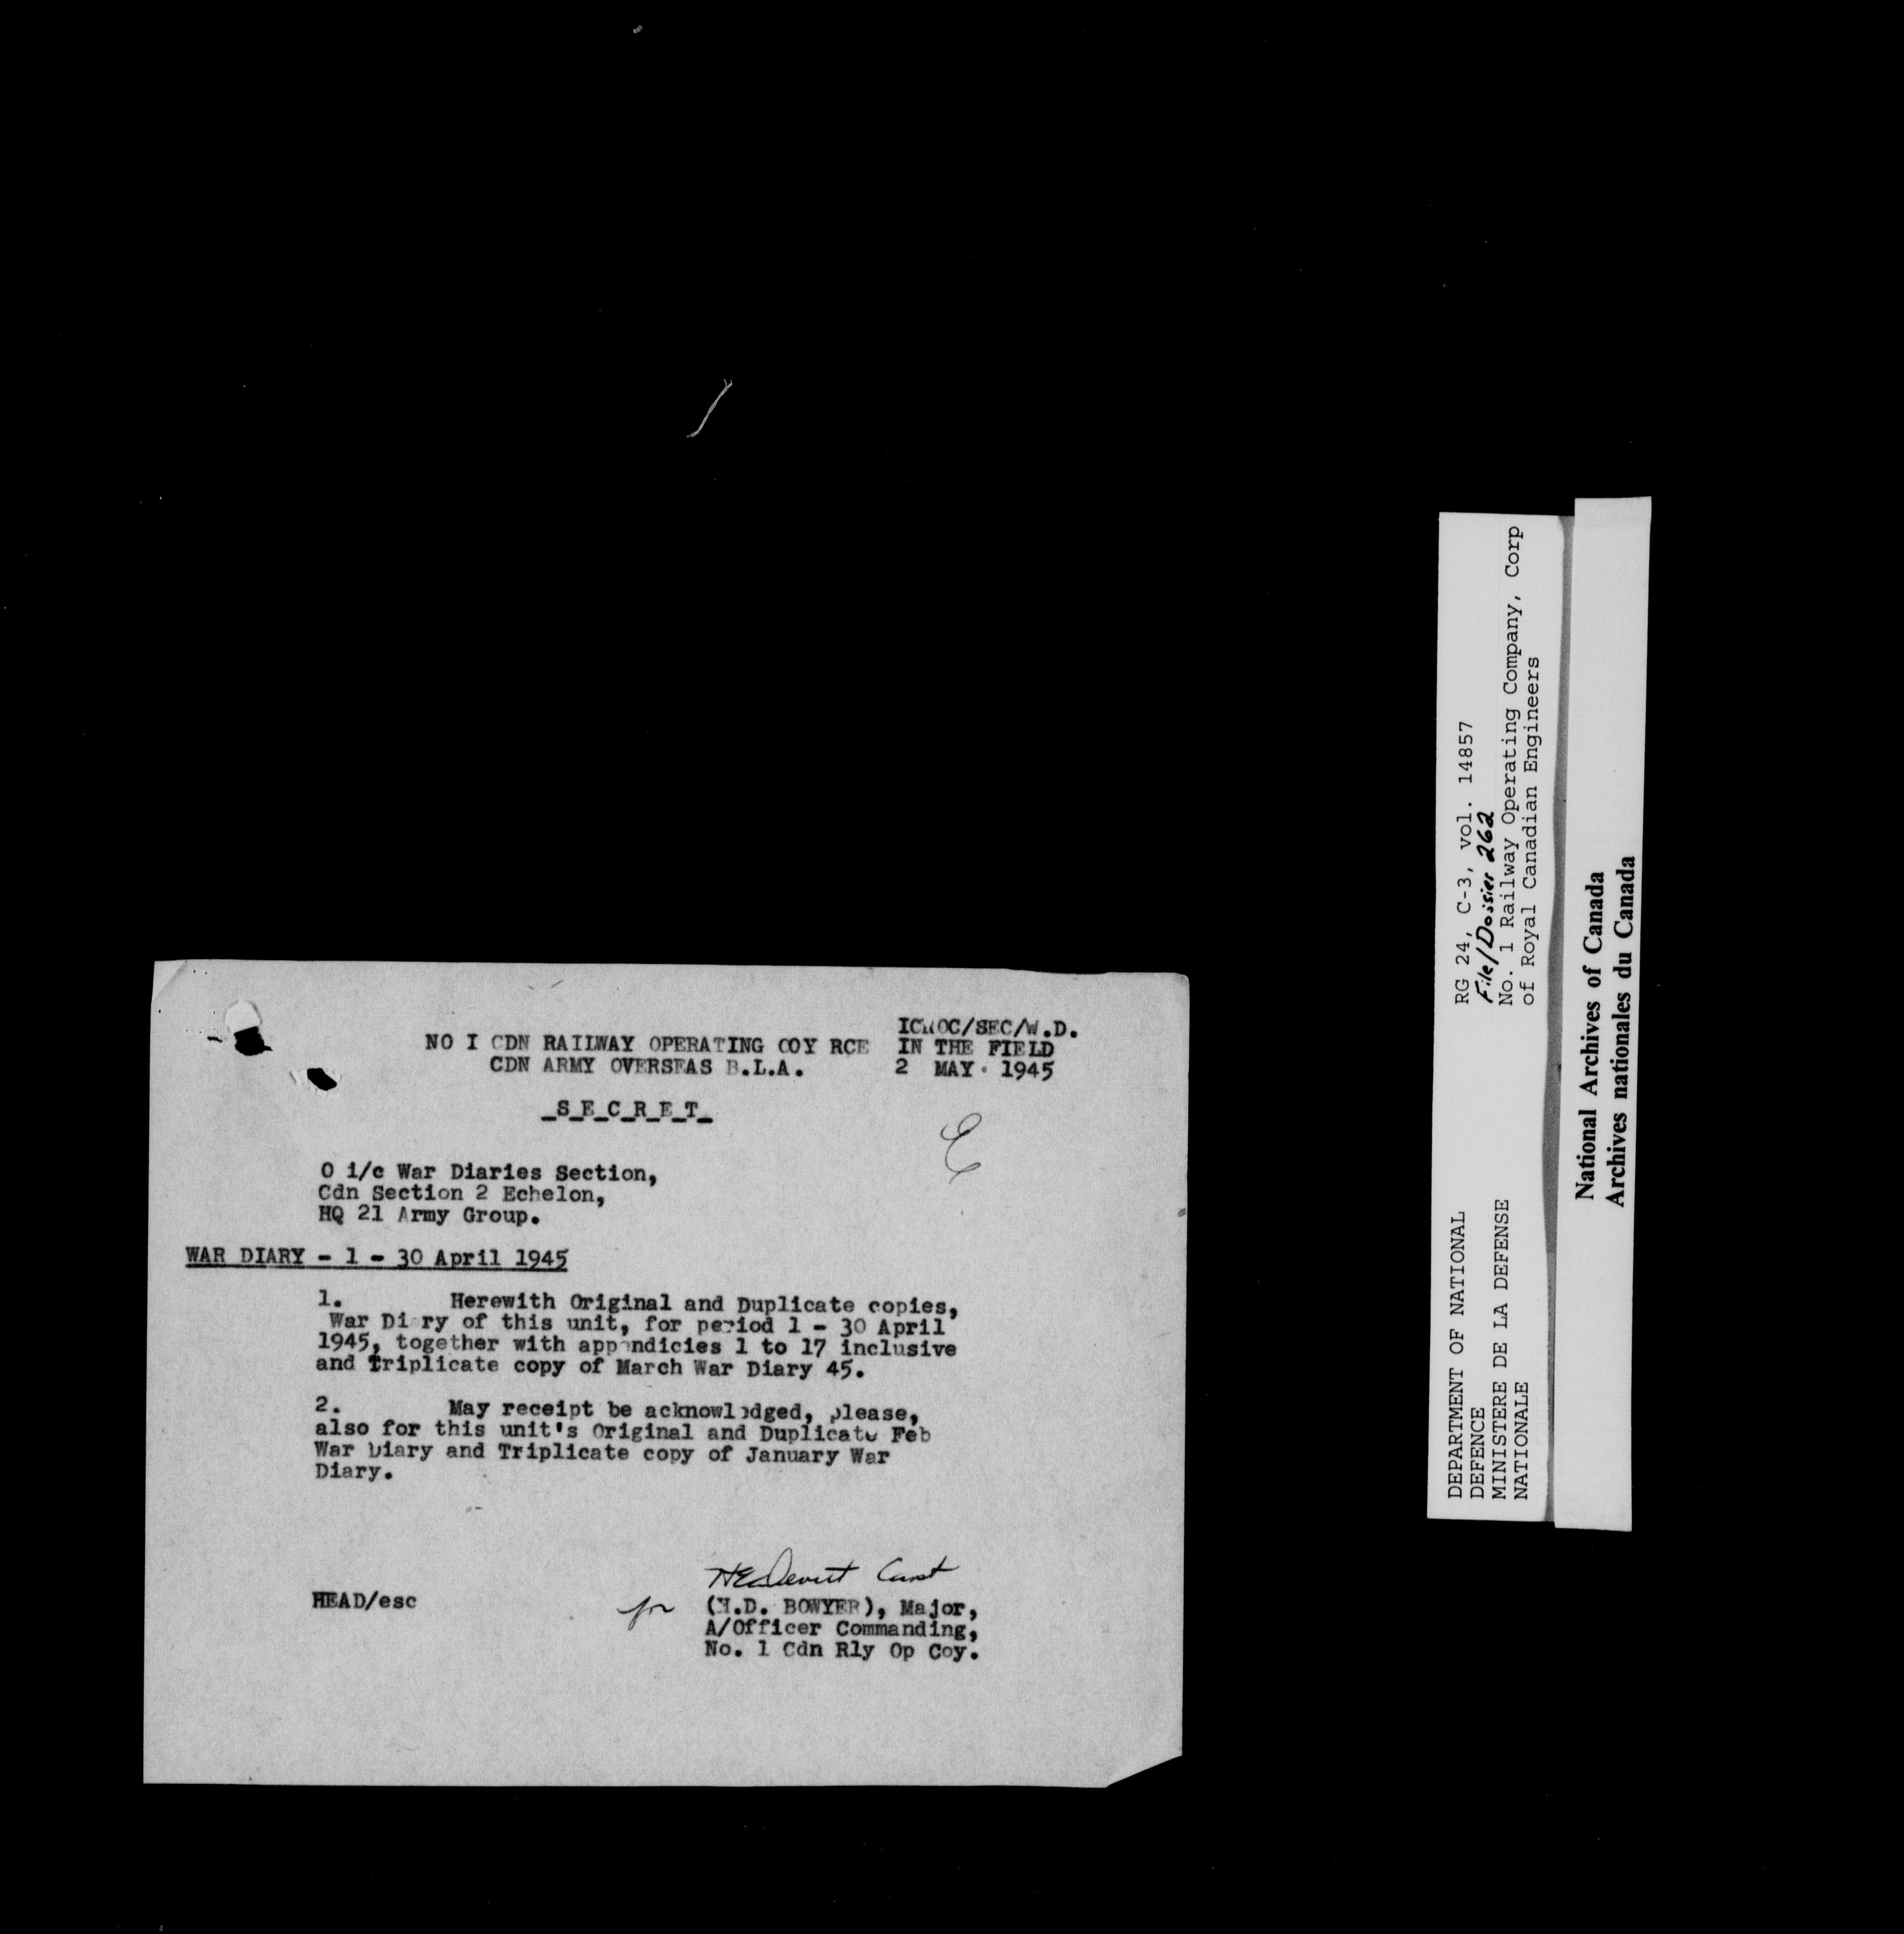 ICROC/SEC/W.D.
NO I CDN RAILWAY OPERATING COY RCE IN THE FIELD
CDN ARMY OVERSEAS B.L.A. 2 MAY. 1945
_S_E_C_R_E_T_
O i/c War Diaries Section,
Cdn Section 2 Echelon,
HQ 21 Army Group.
WAR DIARY - 1 - 30 April 1945
1. Herewith Original and Duplicate copies,
War Di ry of this unit, for period 1 - 30 April
1945, together with appendicies 1 to 17 inclusive
and Triplicate copy of March War Diary 45.
2. May receipt be acknowledged, please,
also for this unit's Original and Duplicate Feb
War Diary and Triplicate copy of January War
Diary.
HEAD/esc for (H.D. BOWYER), Major,
A/Officer Commanding,
No. 1 Cdn Rly Op Coy.
DEPARTMENT OF NATIONAL
DEFENCE
MINISTERE DE LA DEFENSE
NATIONALE
RG 24, C-3, vol. 14857
File/Dossier 262
No. 1 Railway Operating Company, Corp
of Royal Canadian Engineers
National Archives of Canada
Archives nationales du Canada